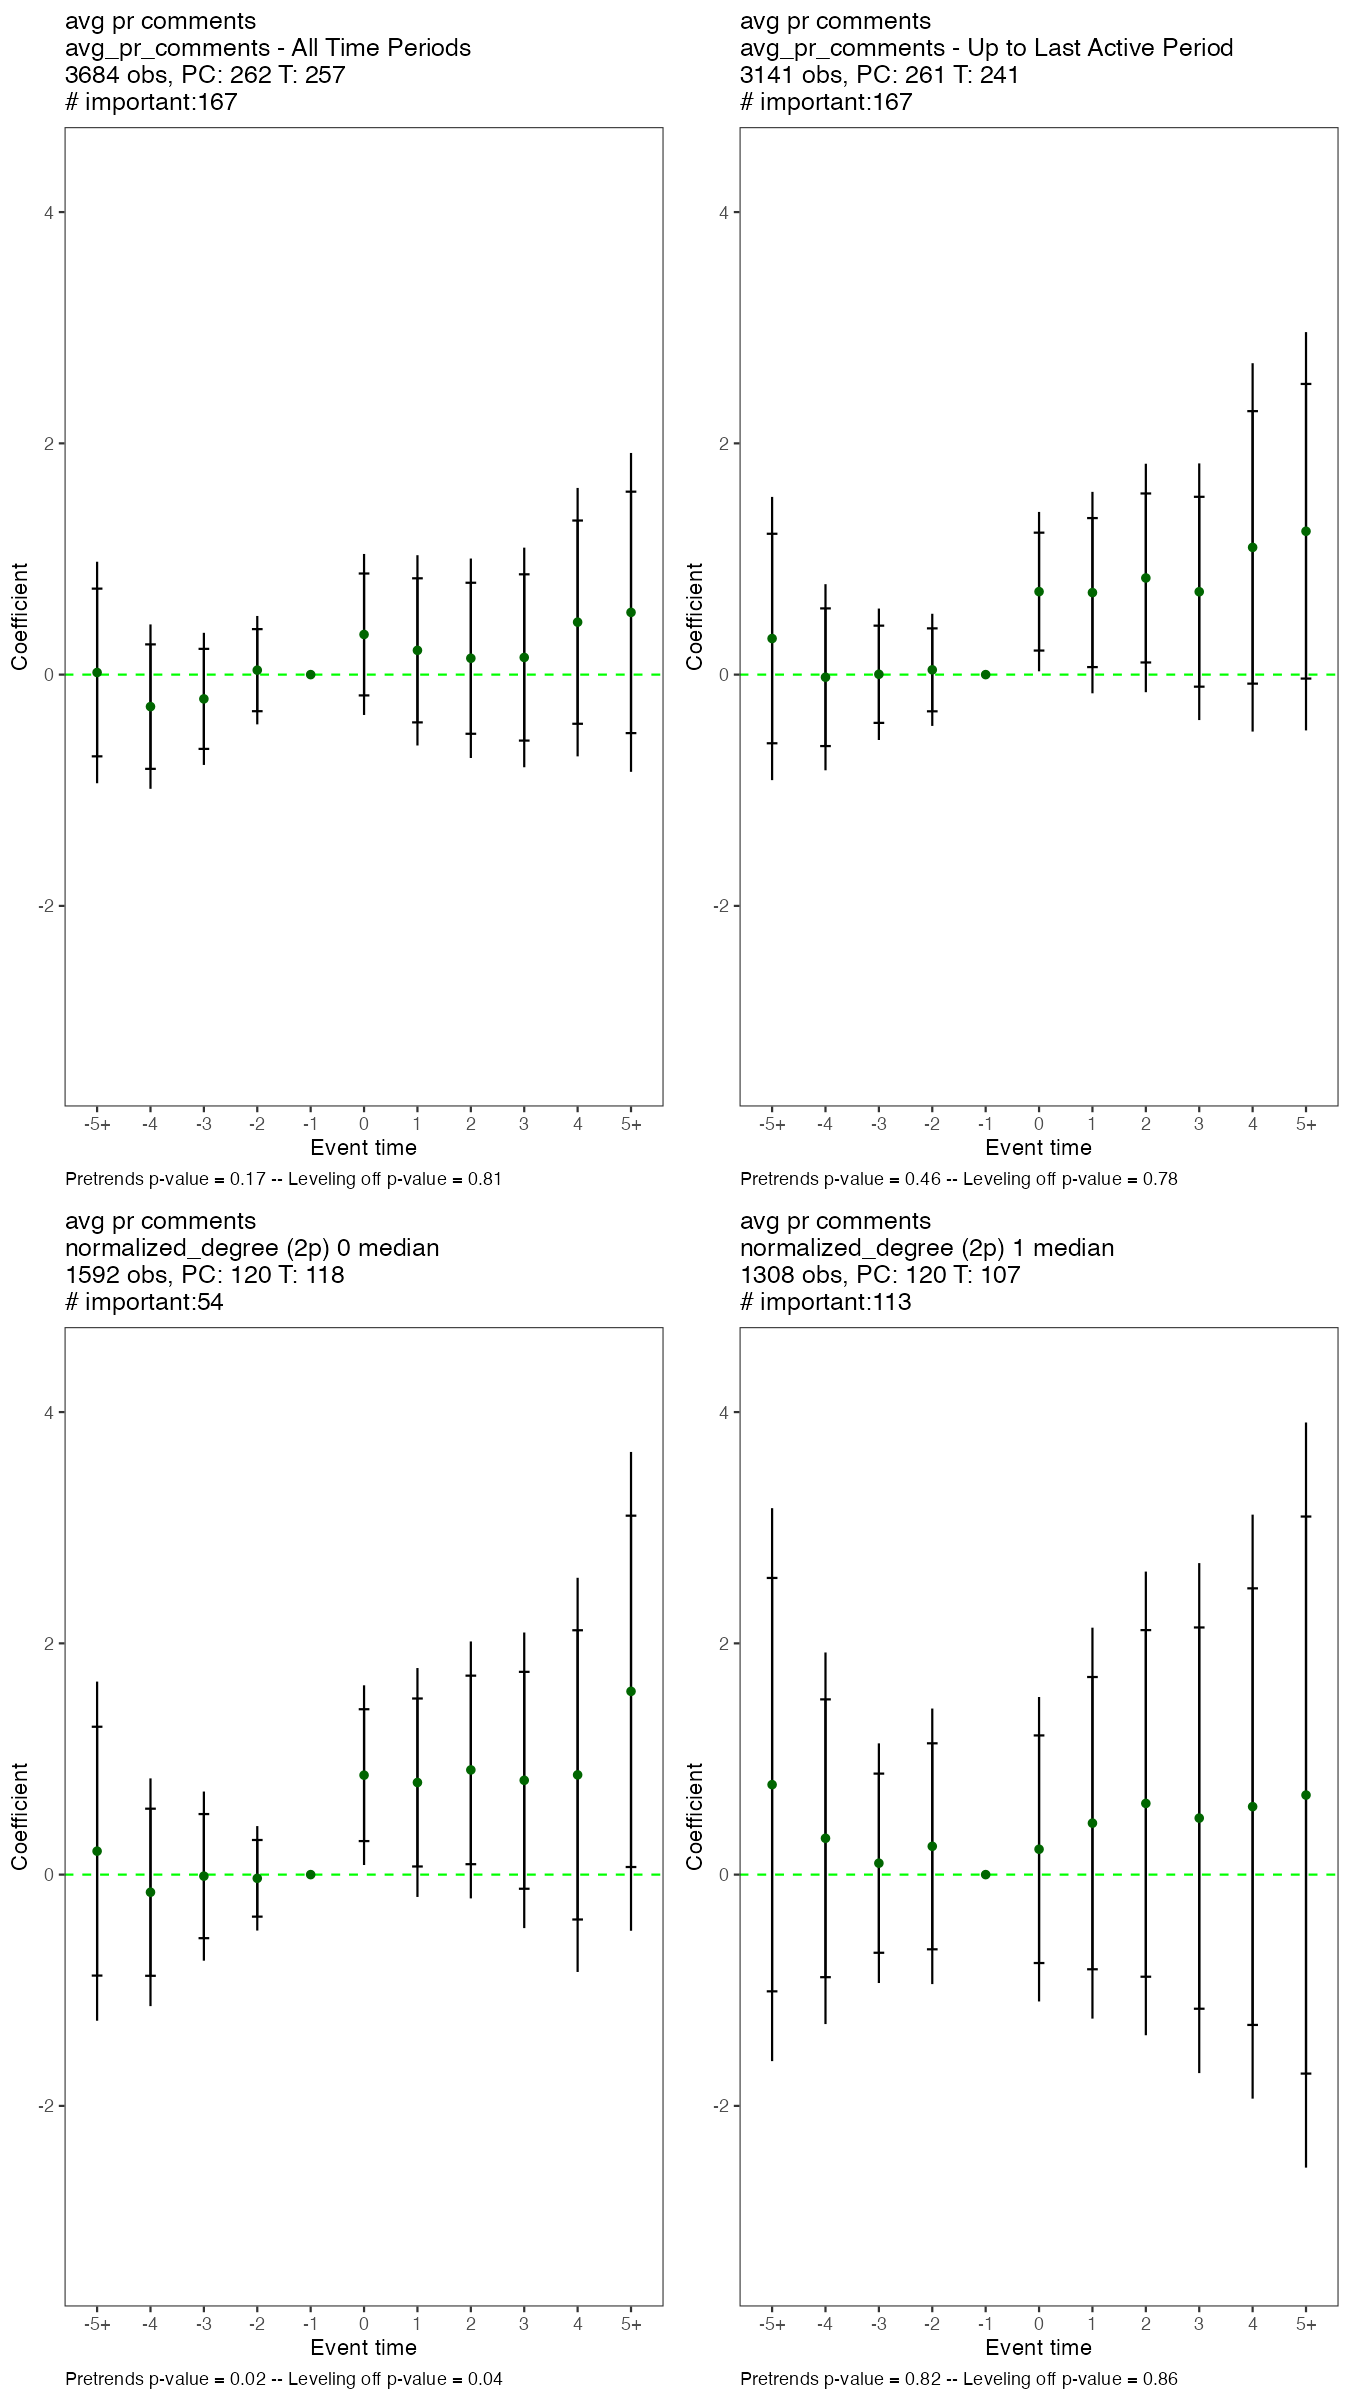 avg pr comments
avg_pr_comments - All Time Periods
3684 obs, PC: 262 T: 257
# important:167
4
2
0
-2
Coefficient
-5+ -4 -3 -2 -1 0 1 2 3 4 5+
Event time
Pretrends p-value = 0.17 -- Leveling off p-value = 0.81
avg pr comments
avg_pr_comments - Up to Last Active Period
3141 obs, PC: 261 T: 241
# important:167
4
2
0
-2
Coefficient
-5+ -4 -3 -2 -1 0 1 2 3 4 5+
Event time
Pretrends p-value = 0.46 -- Leveling off p-value = 0.78
avg pr comments
normalized_degree (2p) 0 median
1592 obs, PC: 120 T: 118
# important:54
4
2
0
-2
Coefficient
-5+ -4 -3 -2 -1 0 1 2 3 4 5+
Event time
Pretrends p-value = 0.02 -- Leveling off p-value = 0.04
avg pr comments
normalized_degree (2p) 1 median
1308 obs, PC: 120 T: 107
# important:113
4
2
0
-2
Coefficient
-5+ -4 -3 -2 -1 0 1 2 3 4 5+
Event time
Pretrends p-value = 0.82 -- Leveling off p-value = 0.86